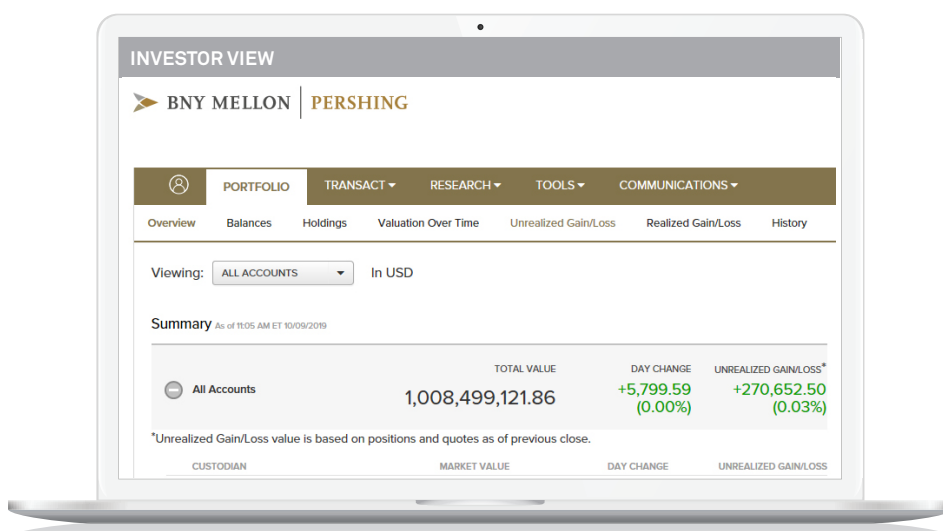 INVESTOR VIEW
BNY MELLON | PERSHING
PORTFOLIO TRANSACT RESEARCH TOOLS COMMUNICATIONS
Overview Balances Holdings Valuation Over Time Unrealized Gain/Loss Realized Gain/Loss History
Viewing: ALL ACCOUNTS In USD
Summary As of 11:05 AM ET 10/09/2019
TOTAL VALUE DAY CHANGE UNREALIZED GAIN/LOSS*
All Accounts 1,008,499,121.86 +5,799.59 +270,652.50
(0.00%) (0.03%)
*Unrealized Gain/Loss value is based on positions and quotes as of previous close.
CUSTODIAN MARKET VALUE DAY CHANGE UNREALIZED GAIN/LOSS